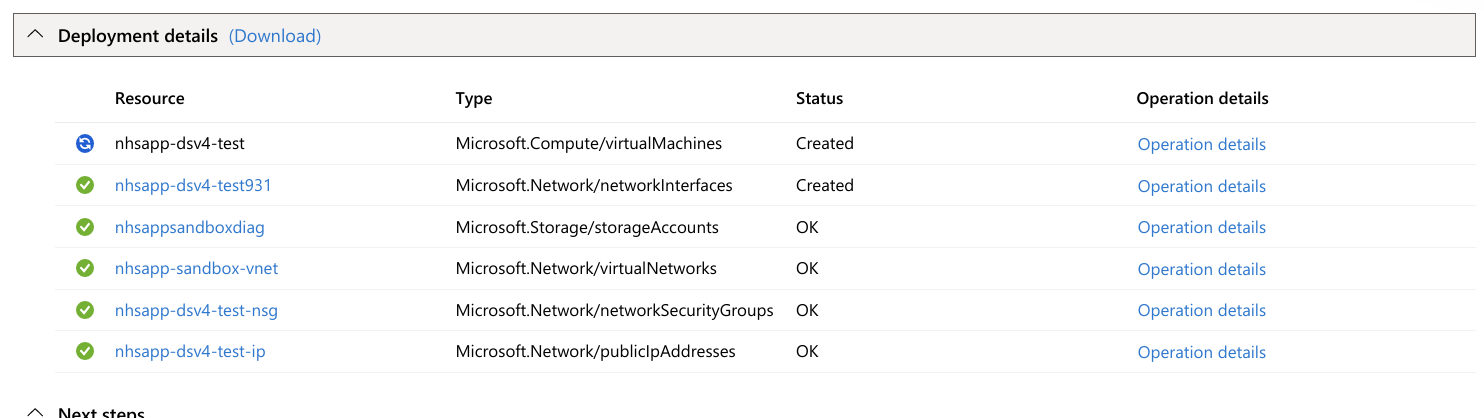 Deployment details (Download)
Resource Type Status Operation details
nhsapp-dsv4-test Microsoft.Compute/virtualMachines Created Operation details
nhsapp-dsv4-test931 Microsoft.Network/networkInterfaces Created Operation details
nhsappsandboxdiag Microsoft.Storage/storageAccounts OK Operation details
nhsapp-sandbox-vnet Microsoft.Network/virtualNetworks OK Operation details
nhsapp-dsv4-test-nsg Microsoft.Network/networkSecurityGroups OK Operation details
nhsapp-dsv4-test-ip Microsoft.Network/publicIpAddresses OK Operation details
Next steps